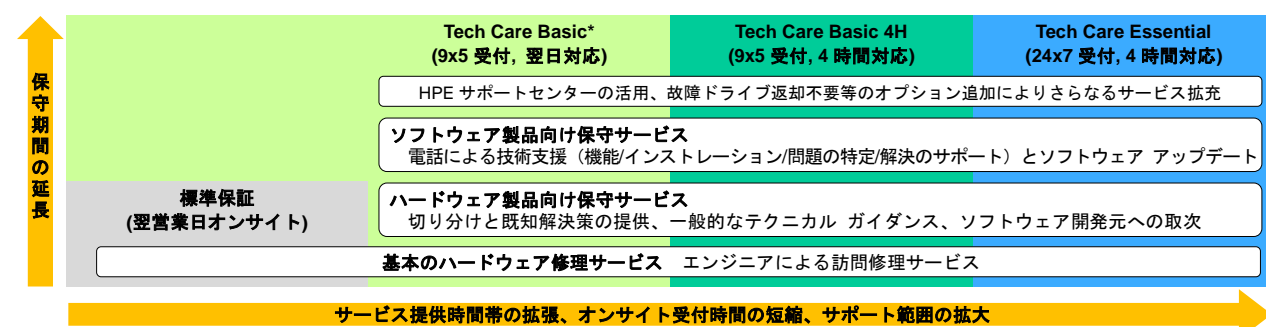 Tech Care Basic*
(9x5 受付, 翌日対応)
Tech Care Basic 4H
(9x5 受付, 4 時間対応)
Tech Care Essential
(24x7 受付, 4 時間対応)
保守期間の延長
HPE サポートセンターの活用、故障ドライブ返却不要等のオプション追加によりさらなるサービス拡充
ソフトウェア製品向け保守サービス
電話による技術支援（機能/インストレーション/問題の特定/解決のサポート）とソフトウェア アップデート
標準保証
(翌営業日オンサイト)
ハードウェア製品向け保守サービス
切り分けと既知解決策の提供、一般的なテクニカル ガイダンス、ソフトウェア開発元への取次
基本のハードウェア修理サービス エンジニアによる訪問修理サービス
サービス提供時間帯の拡張、オンサイト受付時間の短縮、サポート範囲の拡大